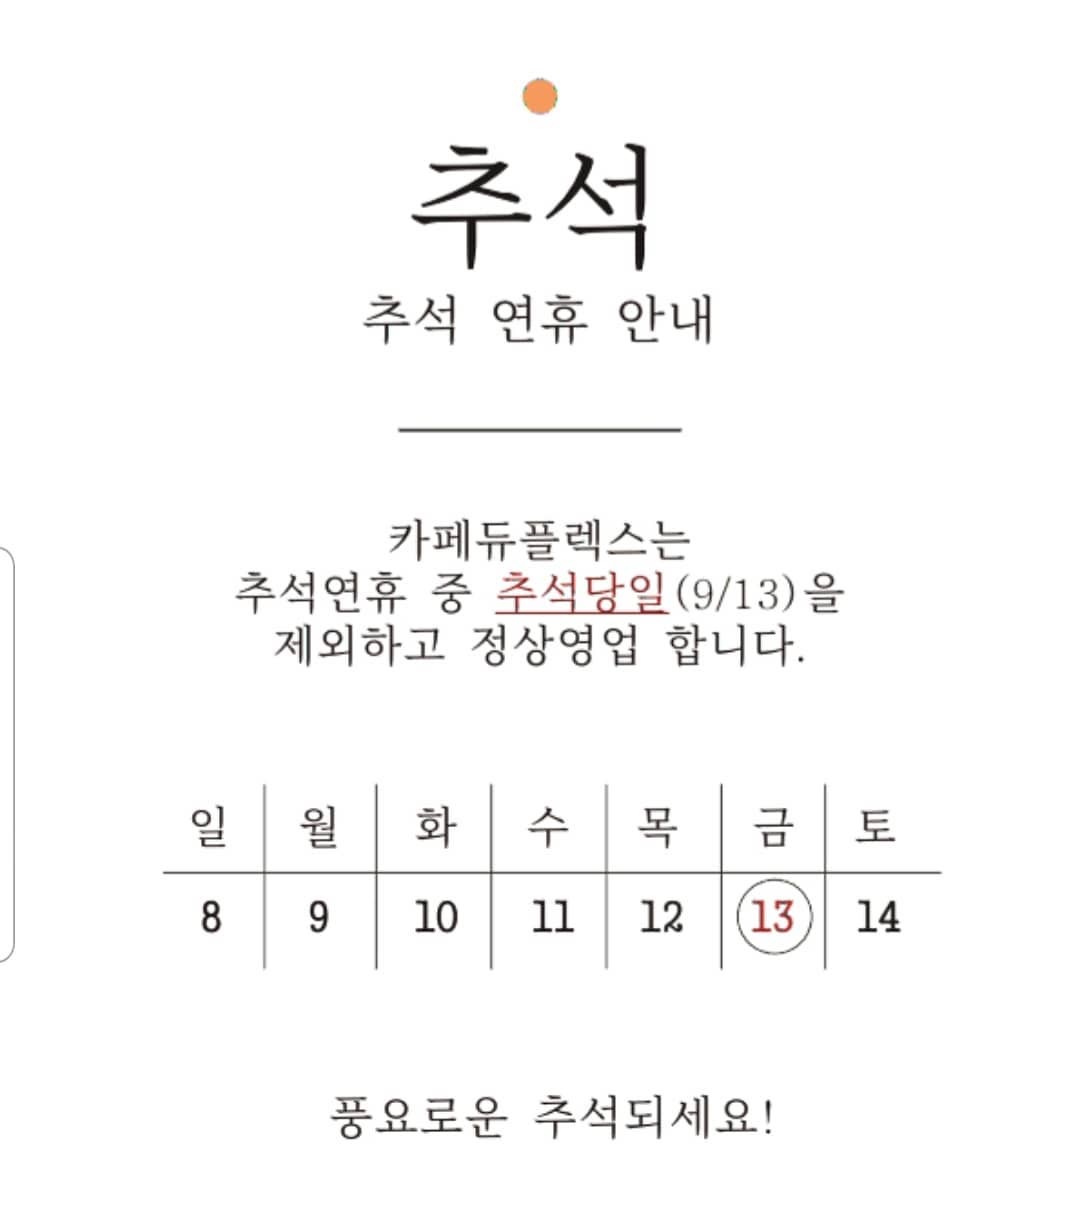 추석
추석 연휴 안내
카페듀플렉스는
추석연휴 중 추석당일(9/13)을
제외하고 정상영업 합니다.
일 월 화 수 목 금 토
8 9 10 11 12 13 14
풍요로운 추석되세요!